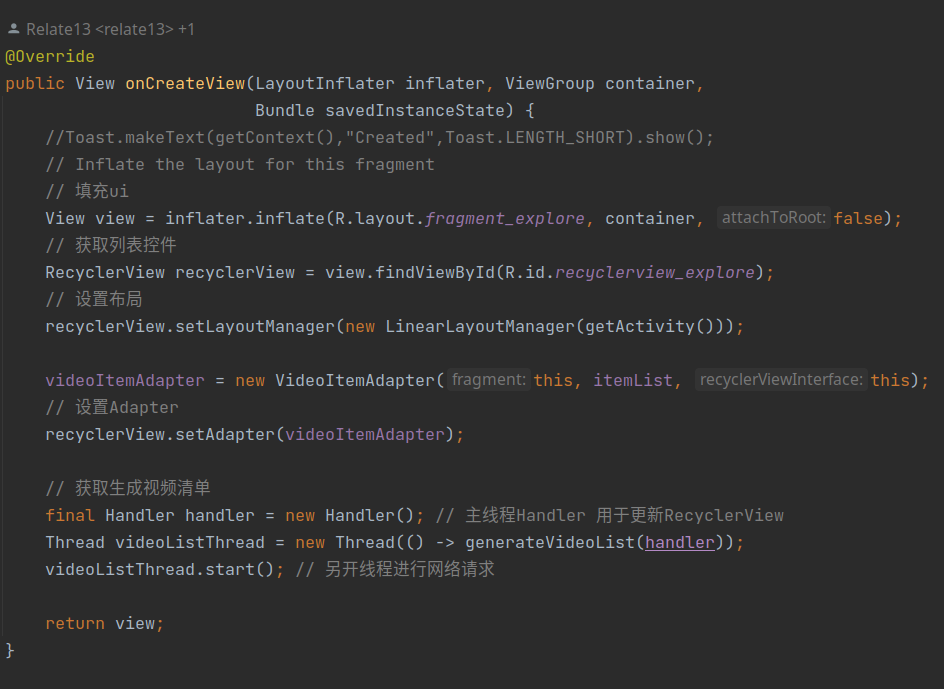 Relate13 <relate13> +1
@Override
public View onCreateView(LayoutInflater inflater, ViewGroup container,
                         Bundle savedInstanceState) {
    //Toast.makeText(getContext(),"Created",Toast.LENGTH_SHORT).show();
    // Inflate the layout for this fragment
    // 填充ui
    View view = inflater.inflate(R.layout.fragment_explore, container, attachToRoot: false);
    // 获取列表控件
    RecyclerView recyclerView = view.findViewById(R.id.recyclerview_explore);
    // 设置布局
    recyclerView.setLayoutManager(new LinearLayoutManager(getActivity()));

    videoItemAdapter = new VideoItemAdapter( fragment: this, itemList, recyclerViewInterface: this);
    // 设置Adapter
    recyclerView.setAdapter(videoItemAdapter);

    // 获取生成视频清单
    final Handler handler = new Handler(); // 主线程Handler 用于更新RecyclerView
    Thread videoListThread = new Thread(() -> generateVideoList(handler));
    videoListThread.start(); // 另开线程进行网络请求

    return view;
}